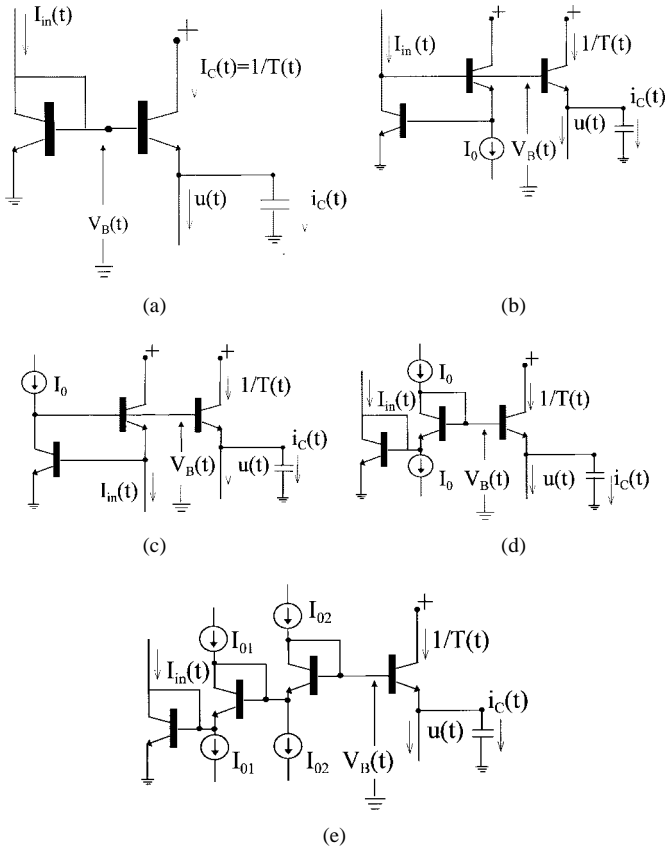 I_in(t)
+
I_C(t)=1/T(t)
u(t)
i_C(t)
V_B(t)
(a)
I_in(t)
+
+
1/T(t)
i_C(t)
I_0
V_B(t)
u(t)
(b)
I_0
+
+
1/T(t)
i_C(t)
V_B(t)
u(t)
I_in(t)
(c)
I_0
+
I_in(t)
1/T(t)
I_0
V_B(t)
u(t)
i_C(t)
(d)
I_02
+
I_01
I_in(t)
1/T(t)
i_C(t)
u(t)
I_01
I_02
V_B(t)
(e)